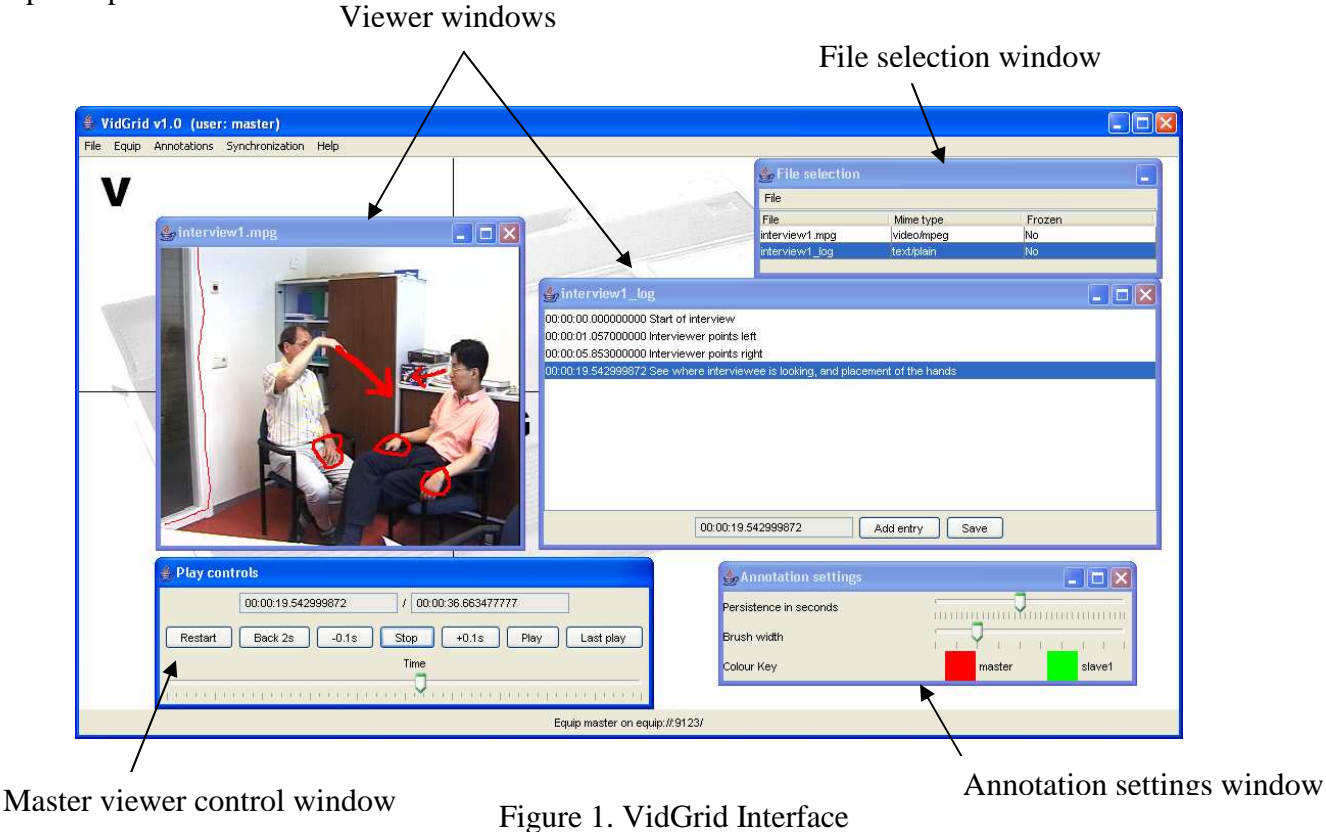 Viewer windows
File selection window
VidGrid v1.0 (user: master)
File Equip Annotations Synchronization Help
V
File selection
File
File Mime type Frozen
interview1.mpg video/mpeg No
interview1_log text/plain No
interview1.mpg
interview1_log
00:00:00.000000000 Start of interview
00:00:01.057000000 Interviewer points left
00:00:05.853000000 Interviewer points right
00:00:19.542999872 See where interviewee is looking, and placement of the hands
00:00:19.542999872 Add entry Save
Play controls
00:00:19.542999872 / 00:00:36.663477777
Restart Back 2s -0.1s Stop +0.1s Play Last play
Time
Annotation settings
Persistence in seconds
Brush width
Colour Key master slave1
Equip master on equip://:9123/
Master viewer control window
Annotation settings window
Figure 1. VidGrid Interface